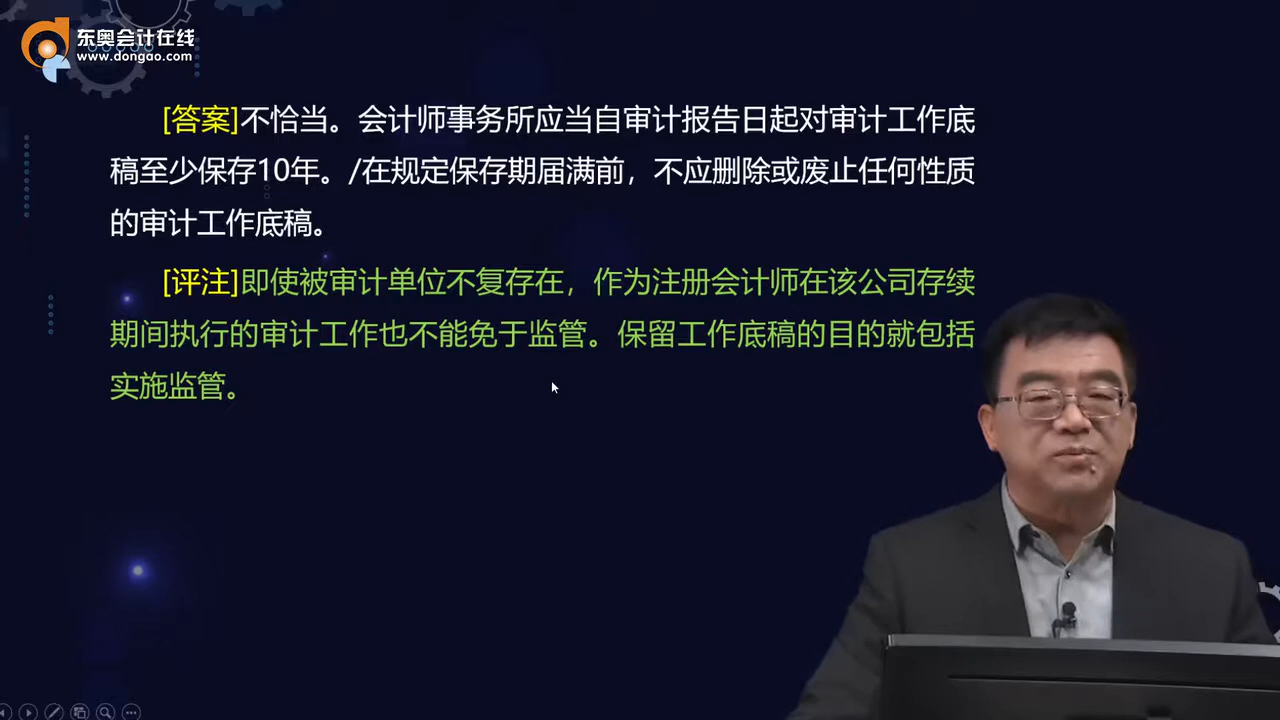 东奥会计在线
www.dongao.com
[答案]不恰当。会计师事务所应当自审计报告日起对审计工作底
稿至少保存10年。/在规定保存期届满前，不应删除或废止任何性质
的审计工作底稿。
[评注]即使被审计单位不复存在，作为注册会计师在该公司存续
期间执行的审计工作也不能免于监管。保留工作底稿的目的就包括
实施监管。